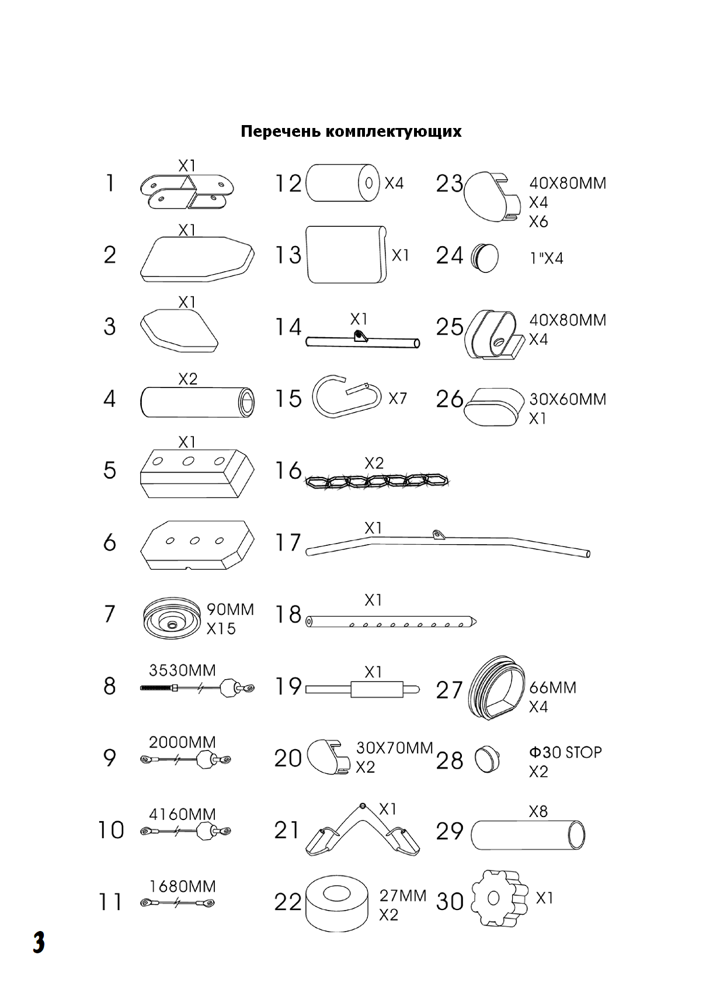 Перечень комплектующих
1
X1
2
X1
3
X1
4
X2
5
X1
6
7
90MM
X15
8
3530MM
9
2000MM
10
4160MM
11
1680MM
12
X4
13
X1
14
X1
15
X7
16
X2
17
X1
18
X1
19
X1
20
30X70MM
X2
21
X1
22
27MM
X2
23
40X80MM
X4
X6
24
1"X4
25
40X80MM
X4
26
30X60MM
X1
27
66MM
X4
28
Φ30 STOP
X2
29
X8
30
X1
3